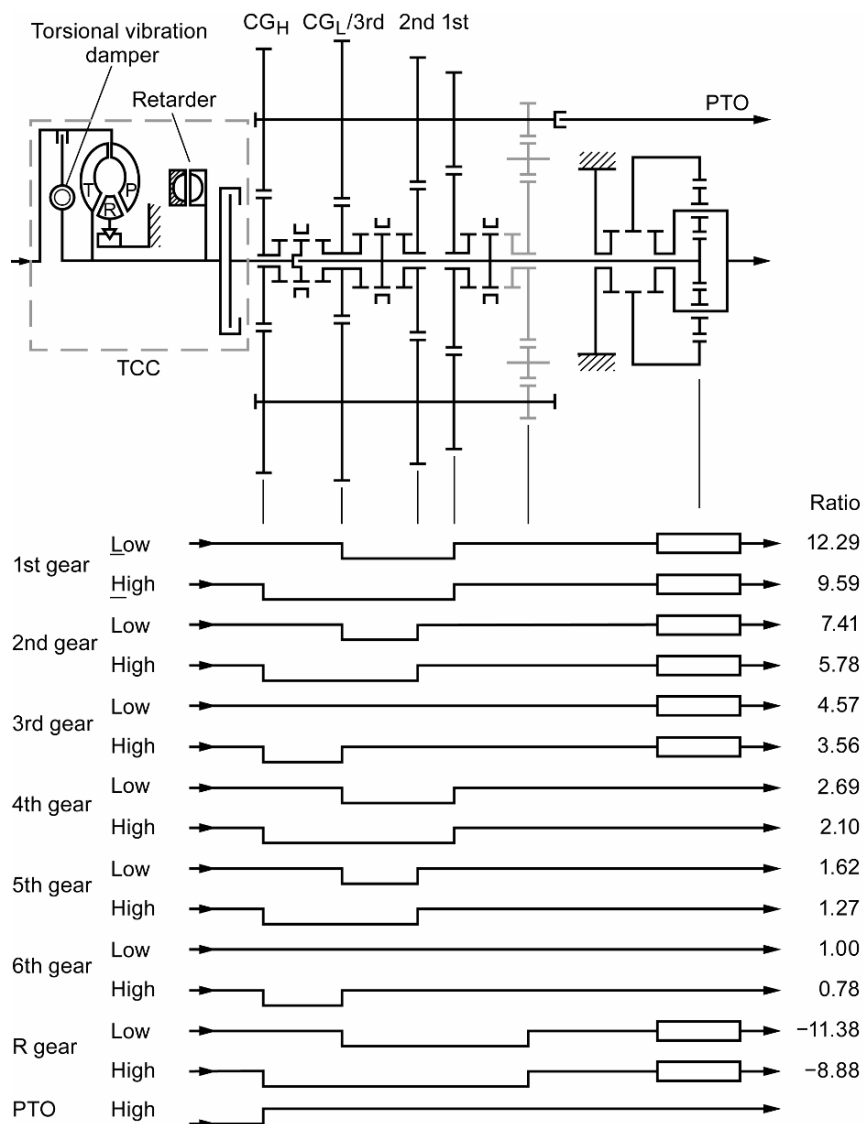 CGH CGL/3rd 2nd 1st
Torsional vibration
damper
Retarder
PTO
T P
R
TCC
Ratio
1st gear Low 12.29
High 9.59
2nd gear Low 7.41
High 5.78
3rd gear Low 4.57
High 3.56
4th gear Low 2.69
High 2.10
5th gear Low 1.62
High 1.27
6th gear Low 1.00
High 0.78
R gear Low −11.38
High −8.88
PTO High